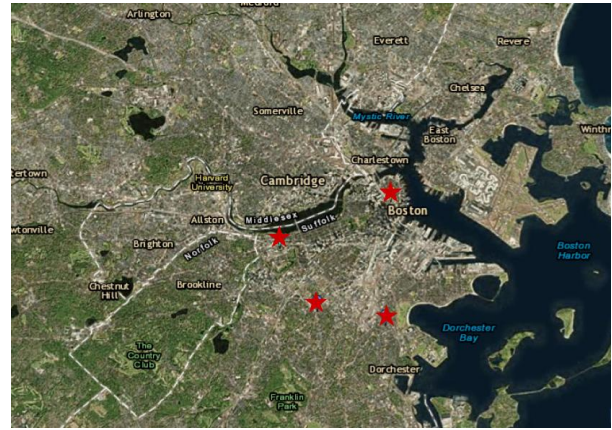 Medford
Arlington
Everett
Revere
Chelsea
Somerville
Mystic River
East
Boston
Winthr
Charlestown
tertown
Harvard
University
Cambridge
Boston
Allston
Middlesex
Suffolk
wtonville
Brighton
Norfolk
Boston
Harbor
Chestnut
Hill
Brookline
The
Country
Club
Dorchester
Bay
Dorchester
Franklin
Park